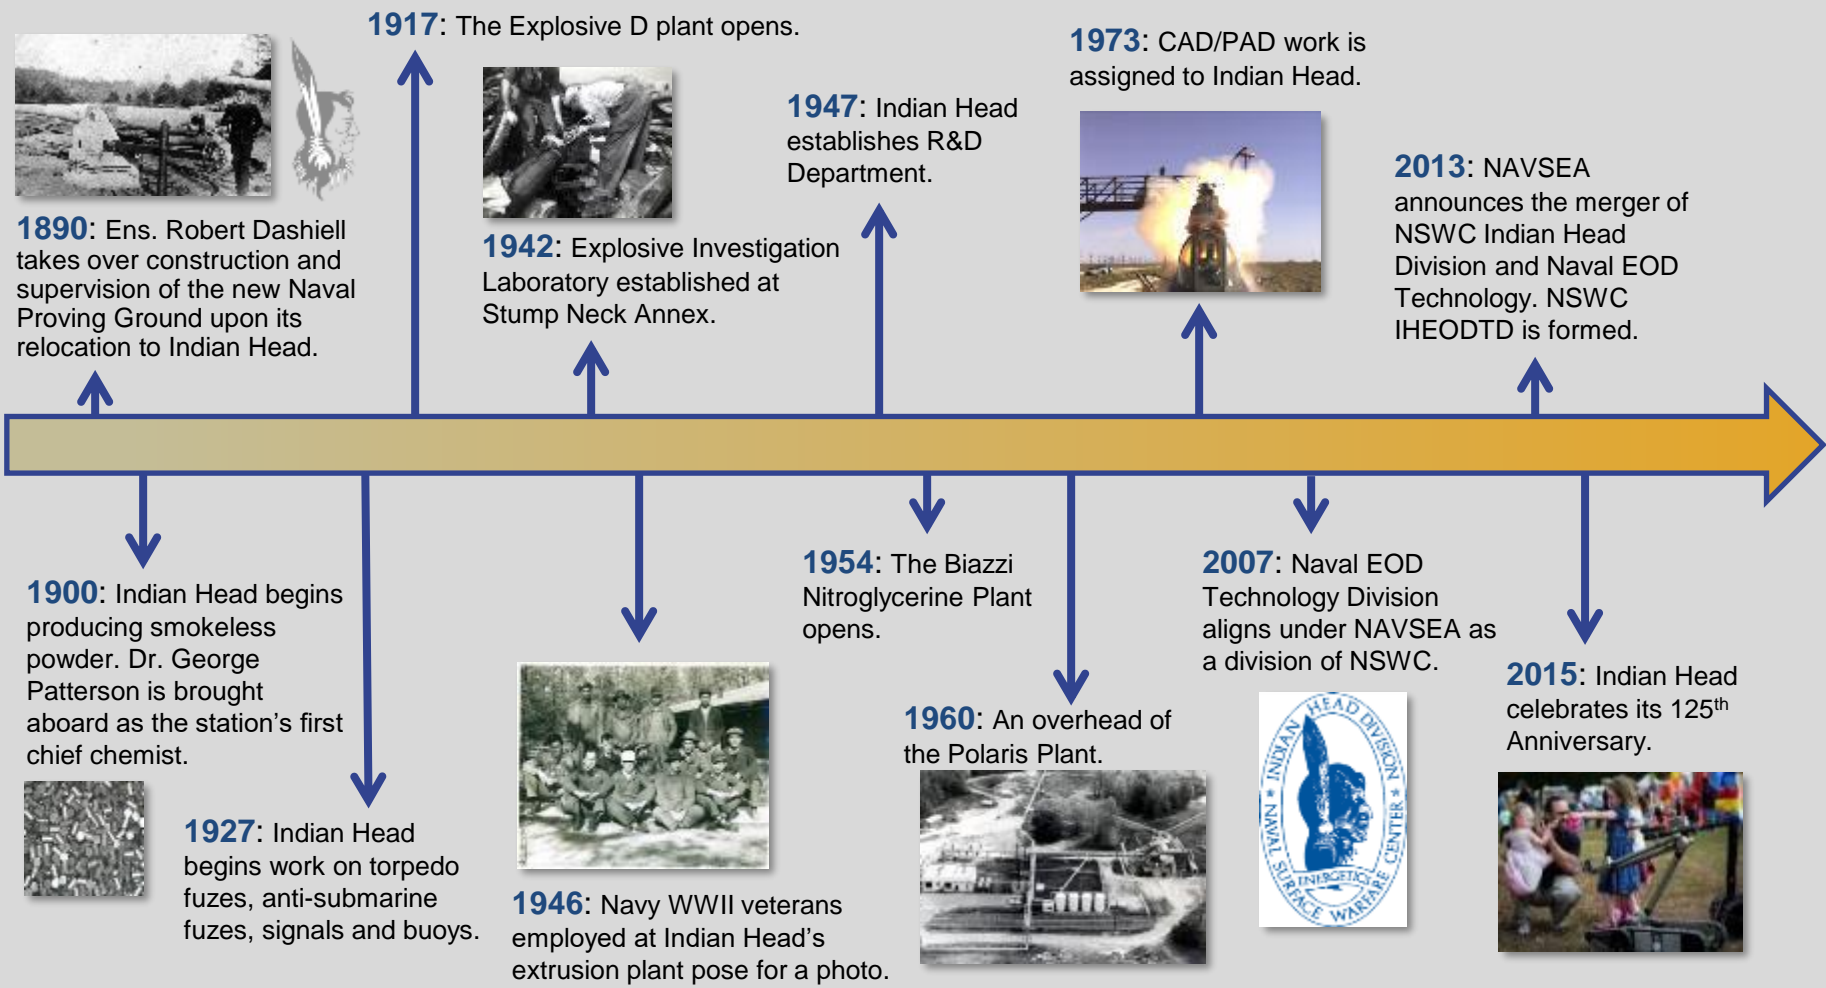 1917: The Explosive D plant opens.
1890: Ens. Robert Dashiell
takes over construction and
supervision of the new Naval
Proving Ground upon its
relocation to Indian Head.
1942: Explosive Investigation
Laboratory established at
Stump Neck Annex.
1947: Indian Head
establishes R&D
Department.
1973: CAD/PAD work is
assigned to Indian Head.
2013: NAVSEA
announces the merger of
NSWC Indian Head
Division and Naval EOD
Technology. NSWC
IHEODTD is formed.
1900: Indian Head begins
producing smokeless
powder. Dr. George
Patterson is brought
aboard as the station’s first
chief chemist.
1927: Indian Head
begins work on torpedo
fuzes, anti-submarine
fuzes, signals and buoys.
1946: Navy WWII veterans
employed at Indian Head’s
extrusion plant pose for a photo.
1954: The Biazzi
Nitroglycerine Plant
opens.
1960: An overhead of
the Polaris Plant.
2007: Naval EOD
Technology Division
aligns under NAVSEA as
a division of NSWC.
INDIAN HEAD DIVISION
ENERGETICS
* NAVAL SURFACE WARFARE CENTER *
2015: Indian Head
celebrates its 125th
Anniversary.